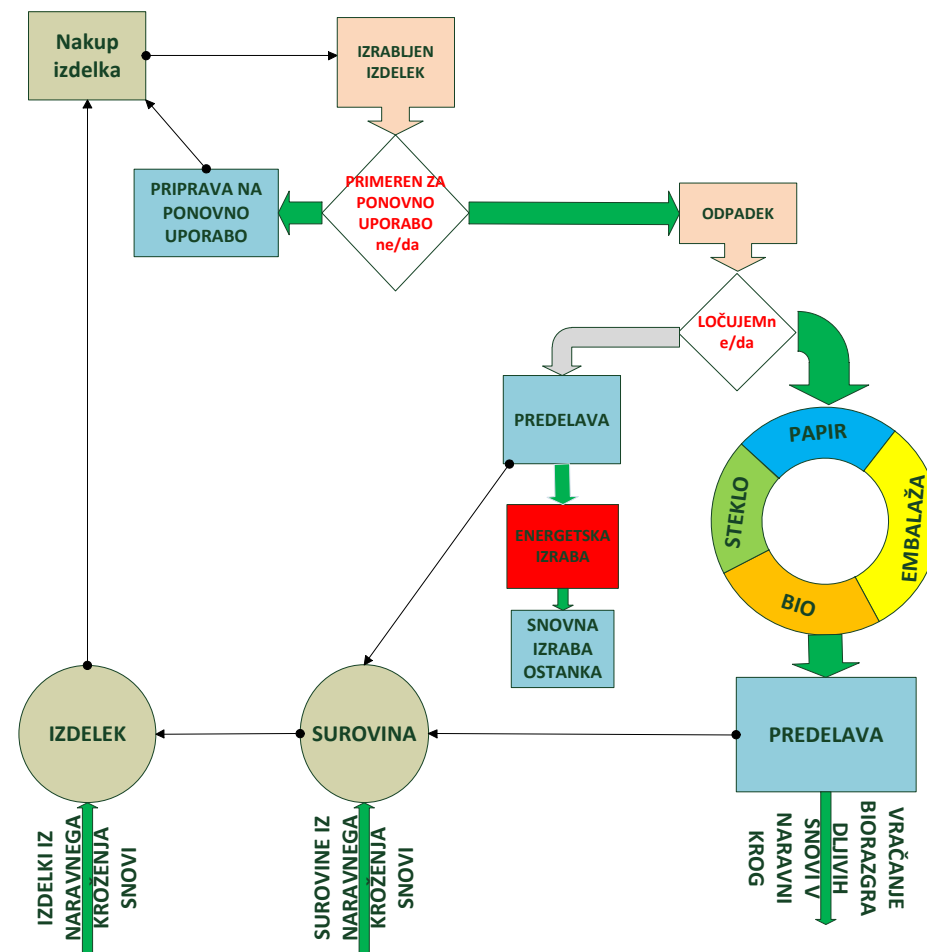 Nakup
izdelka
IZRABLJEN
IZDELEK
PRIPRAVA NA
PONOVNO
UPORABO
PRIMEREN ZA
PONOVNO
UPORABO
ne/da
ODPADEK
LOČUJEMn
e/da
PREDELAVA
PAPIR
STEKLO
EMBALAŽA
BIO
ENERGETSKA
IZRABA
SNOVNA
IZRABA
OSTANKA
IZDELEK
SUROVINA
PREDELAVA
IZDELKI IZ
NARAVNEGA
KROŽENJA
SNOVI
SUROVINE IZ
NARAVNEGA
KROŽENJA
SNOVI
VRAČANJE
BIORAZGRA
DLJIVIH
SNOVI V
NARAVNI
KROG